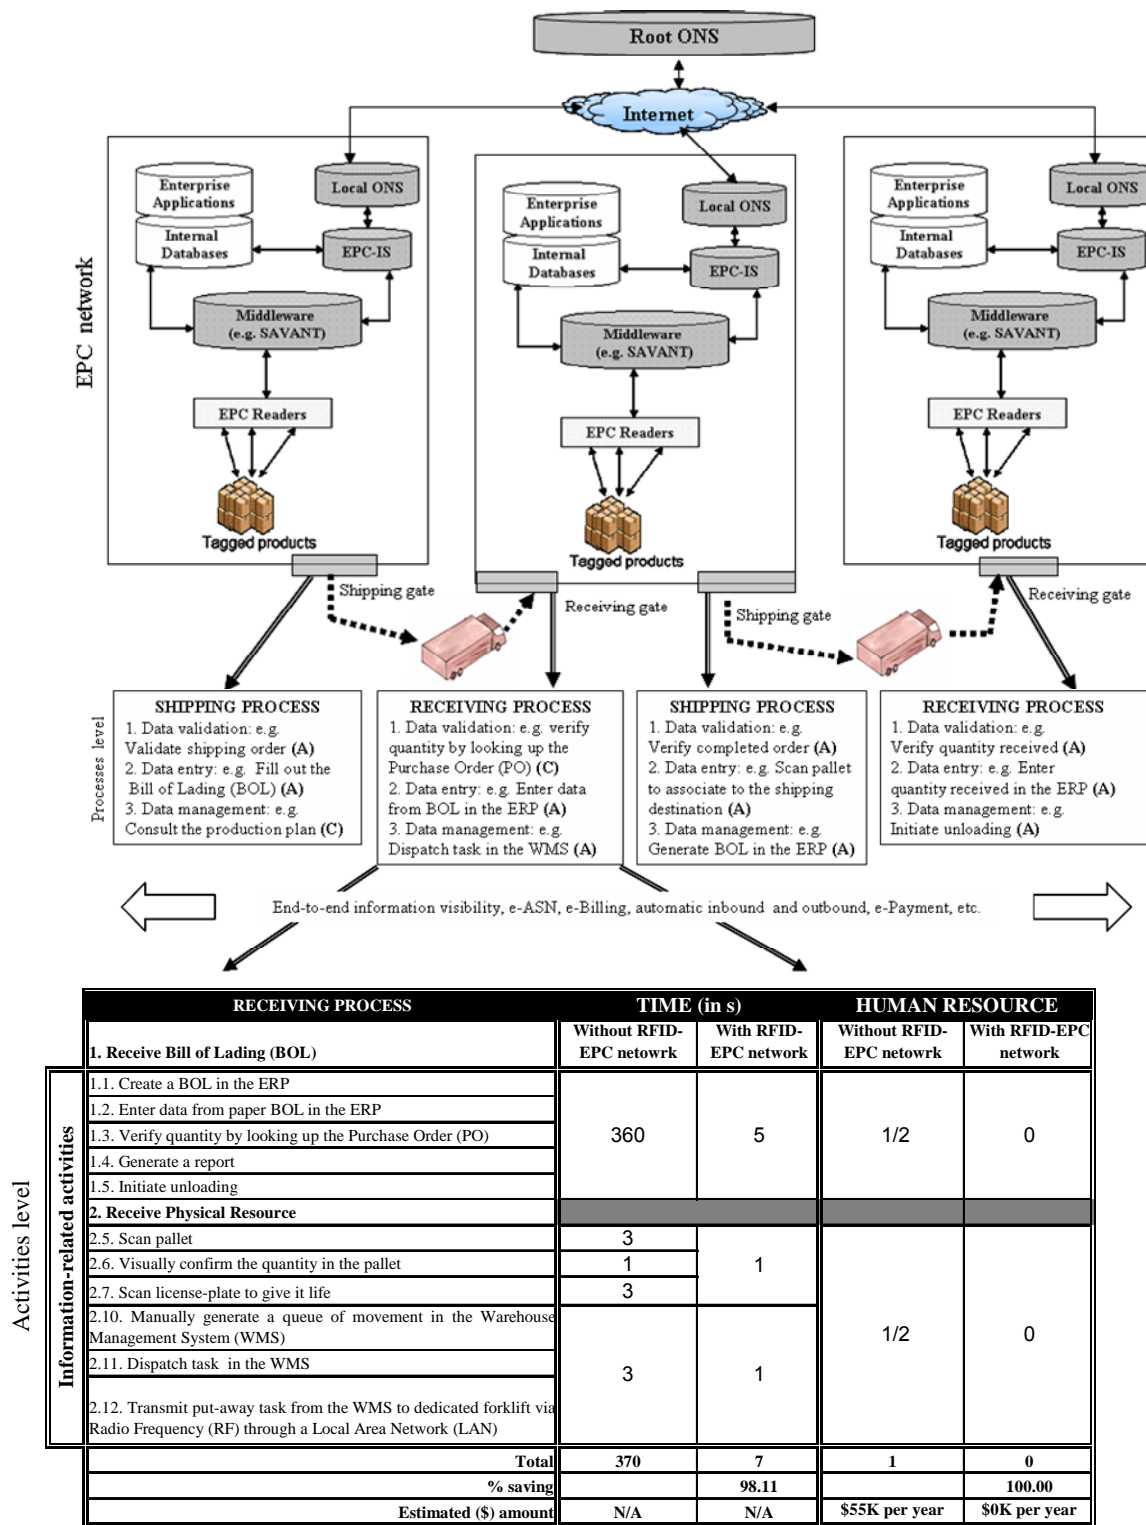 Root ONS
Internet
EPC network
Enterprise
Applications
Internal
Databases
Local ONS
EPC-IS
Middleware
(e.g. SAVANT)
EPC Readers
Tagged products
Enterprise
Applications
Internal
Databases
Local ONS
EPC-IS
Middleware
(e.g. SAVANT)
EPC Readers
Tagged products
Enterprise
Applications
Internal
Databases
Local ONS
EPC-IS
Middleware
(e.g. SAVANT)
EPC Readers
Tagged products
Shipping gate
Receiving gate
Shipping gate
Receiving gate
Processes level
SHIPPING PROCESS
1. Data validation: e.g.
Validate shipping order (A)
2. Data entry: e.g. Fill out the
Bill of Lading (BOL) (A)
3. Data management: e.g.
Consult the production plan (C)
RECEIVING PROCESS
1. Data validation: e.g. verify
quantity by looking up the
Purchase Order (PO) (C)
2. Data entry: e.g. Enter data
from BOL in the ERP (A)
3. Data management: e.g.
Dispatch task in the WMS (A)
SHIPPING PROCESS
1. Data validation: e.g.
Verify completed order (A)
2. Data entry: e.g. Scan pallet
to associate to the shipping
destination (A)
3. Data management: e.g.
Generate BOL in the ERP (A)
RECEIVING PROCESS
1. Data validation: e.g.
Verify quantity received (A)
2. Data entry: e.g. Enter
quantity received in the ERP (A)
3. Data management: e.g.
Initiate unloading (A)
End-to-end information visibility, e-ASN, e-Billing, automatic inbound and outbound, e-Payment, etc.
RECEIVING PROCESS TIME (in s) HUMAN RESOURCE
1. Receive Bill of Lading (BOL)
Without RFID-
EPC netowrk
With RFID-
EPC network
Without RFID-
EPC netowrk
With RFID-EPC
network
Activities level
Information-related activities
1.1. Create a BOL in the ERP
1.2. Enter data from paper BOL in the ERP
1.3. Verify quantity by looking up the Purchase Order (PO)
1.4. Generate a report
1.5. Initiate unloading
360 5 1/2 0
2. Receive Physical Resource
2.5. Scan pallet 3
2.6. Visually confirm the quantity in the pallet 1 1
2.7. Scan license-plate to give it life 3
2.10. Manually generate a queue of movement in the Warehouse
Management System (WMS)
1/2 0
2.11. Dispatch task in the WMS
3 1
2.12. Transmit put-away task from the WMS to dedicated forklift via
Radio Frequency (RF) through a Local Area Network (LAN)
Total 370 7 1 0
% saving 98.11 100.00
Estimated ($) amount N/A N/A $55K per year $0K per year